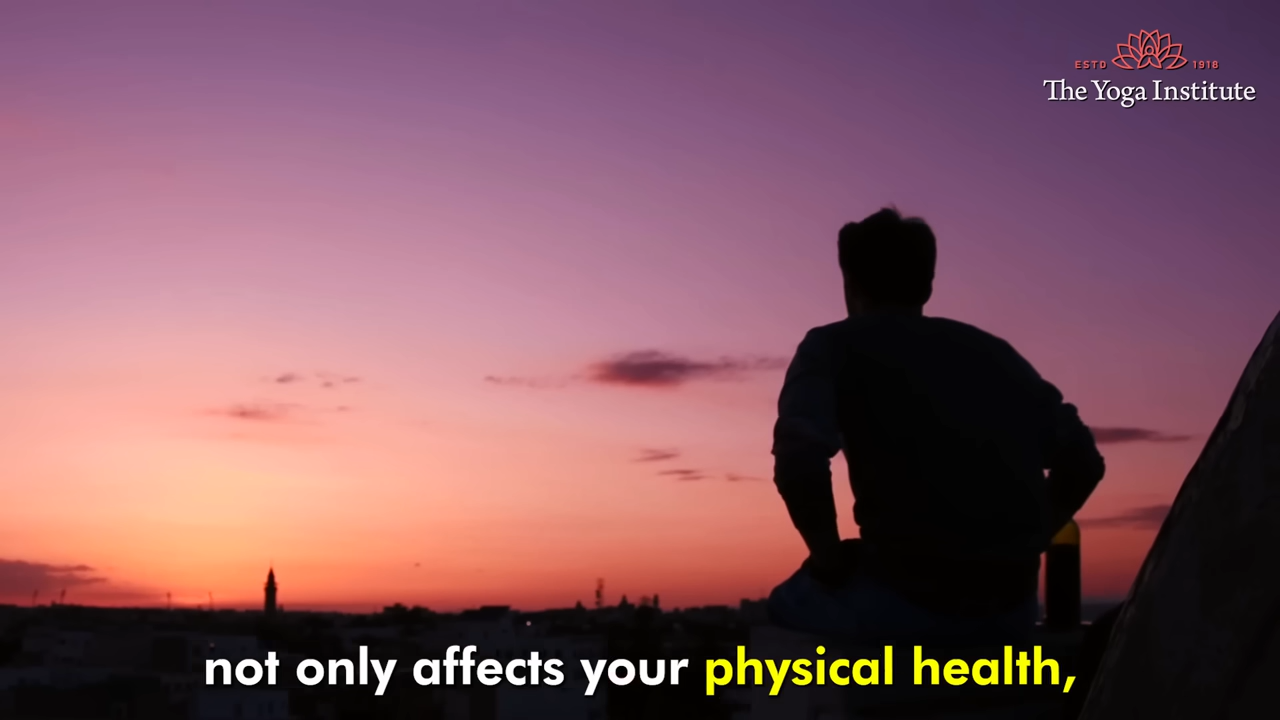 ESTD 1918
The Yoga Institute
not only affects your physical health,